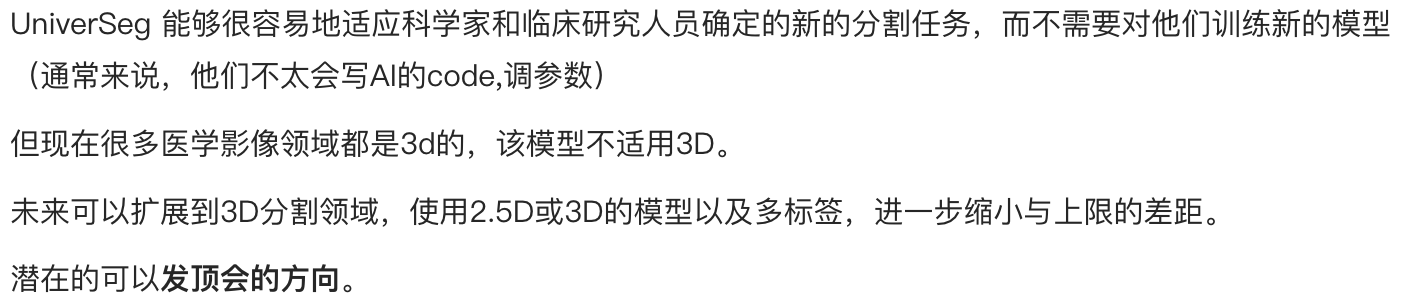 UniverSeg 能够很容易地适应科学家和临床研究人员确定的新的分割任务，而不需要对他们训练新的模型
（通常来说，他们不太会写AI的code,调参数）
但现在很多医学影像领域都是3d的，该模型不适用3D。
未来可以扩展到3D分割领域，使用2.5D或3D的模型以及多标签，进一步缩小与上限的差距。
潜在的可以发顶会的方向。